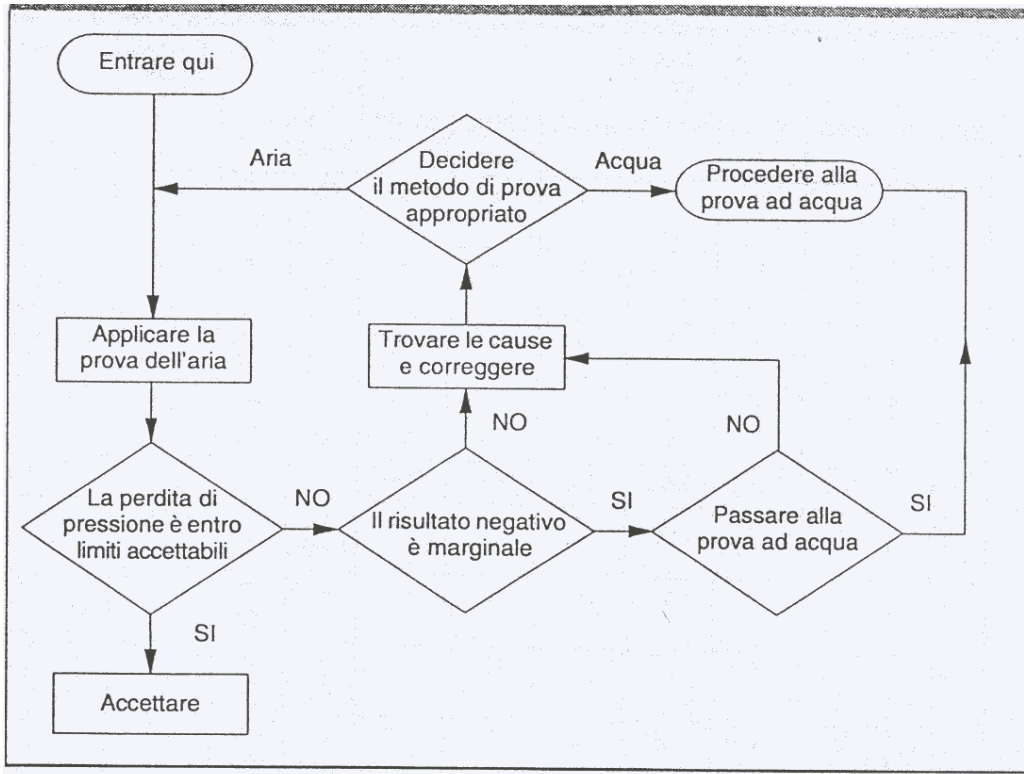 Entrare qui
Aria
Decidere
il metodo di prova
appropriato
Acqua
Procedere alla
prova ad acqua
Applicare la
prova dell'aria
Trovare le cause
e correggere
NO
NO
La perdita di
pressione è entro
limiti accettabili
NO
Il risultato negativo
è marginale
SI
Passare alla
prova ad acqua
SI
SI
Accettare